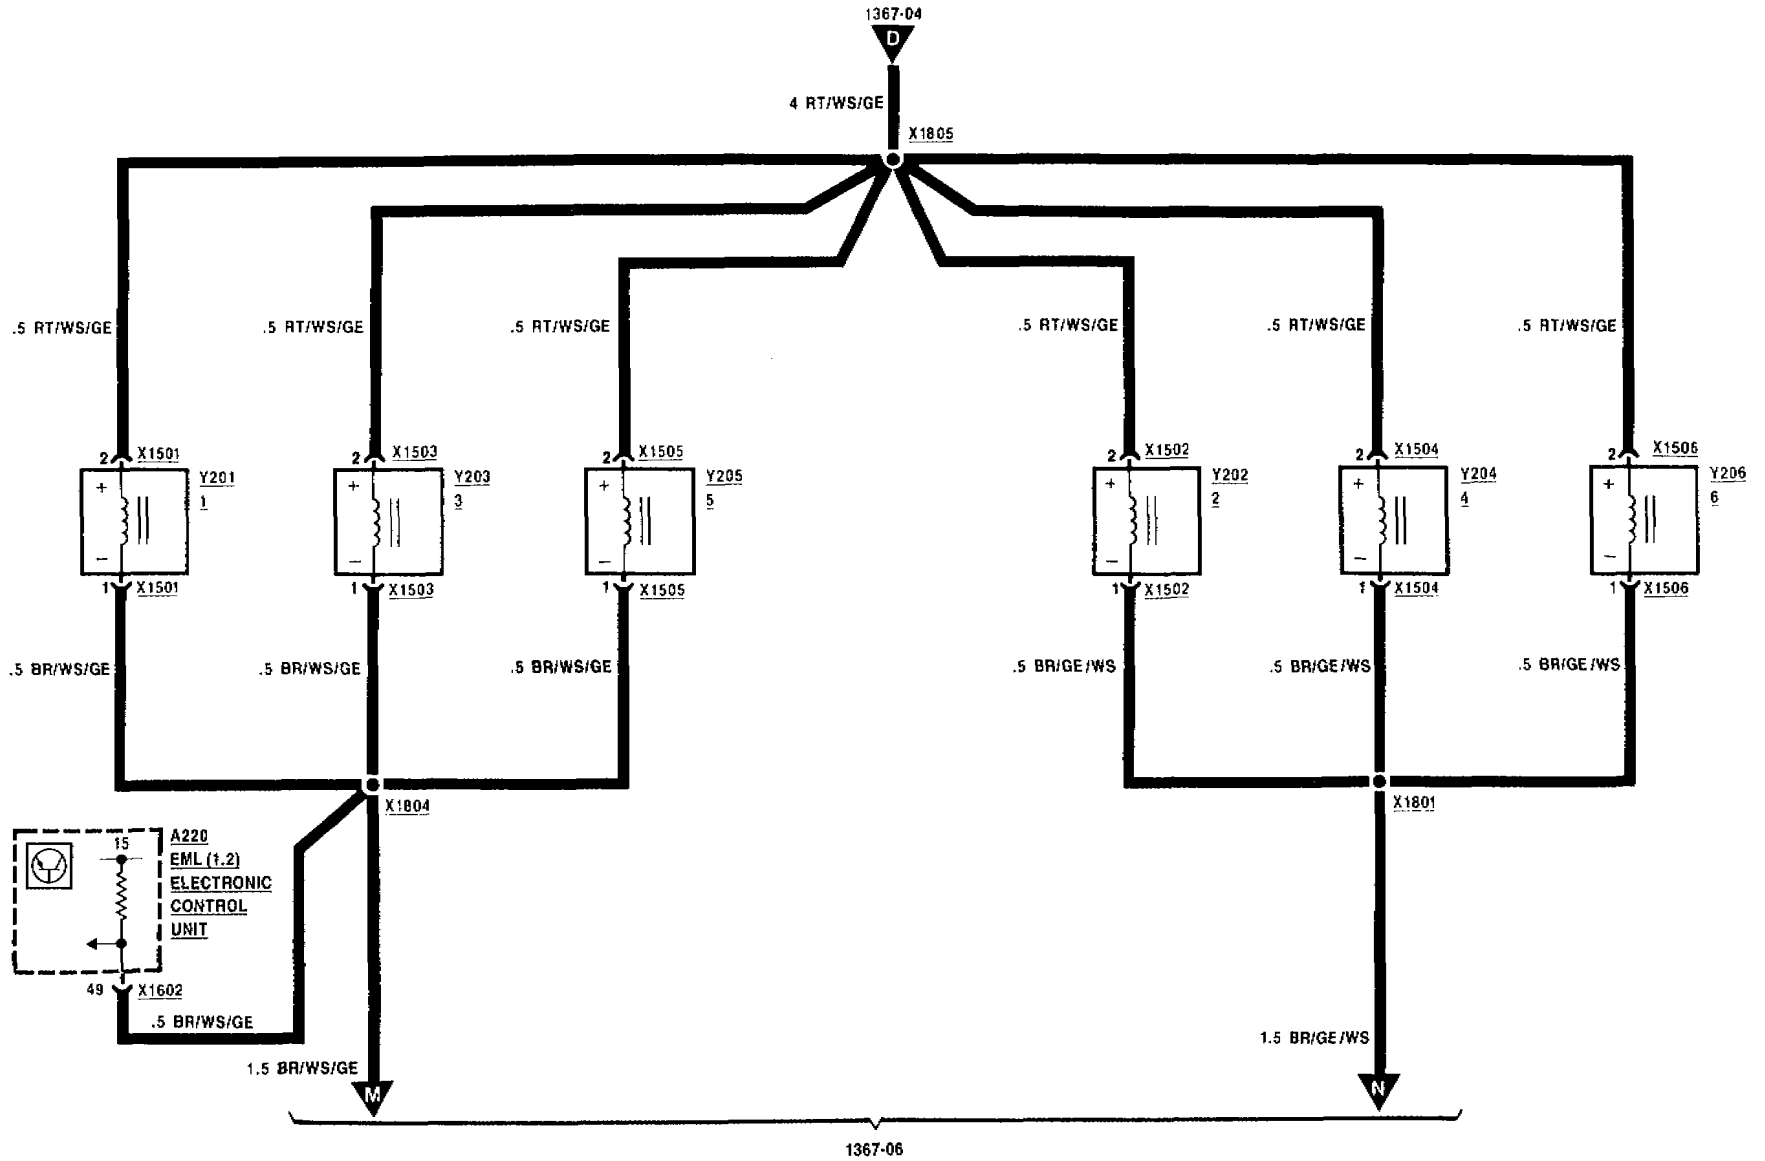 1367-04
D
4 RT/WS/GE
X1805
.5 RT/WS/GE
.5 RT/WS/GE
.5 RT/WS/GE
.5 RT/WS/GE
.5 RT/WS/GE
.5 RT/WS/GE
2 X1501
2 X1503
2 X1505
2 X1502
2 X1504
2 X1506
+ Y201
1
+ Y203
3
+ Y205
5
+ Y202
2
+ Y204
4
+ Y206
6
–
–
–
–
–
–
1 X1501
1 X1503
1 X1505
1 X1502
1 X1504
1 X1506
.5 BR/WS/GE
.5 BR/WS/GE
.5 BR/WS/GE
.5 BR/GE/WS
.5 BR/GE/WS
.5 BR/GE/WS
X1804
X1801
15
A220
EML (1.2)
ELECTRONIC
CONTROL
UNIT
49 X1602
.5 BR/WS/GE
1.5 BR/WS/GE
1.5 BR/GE/WS
M
N
1367-06